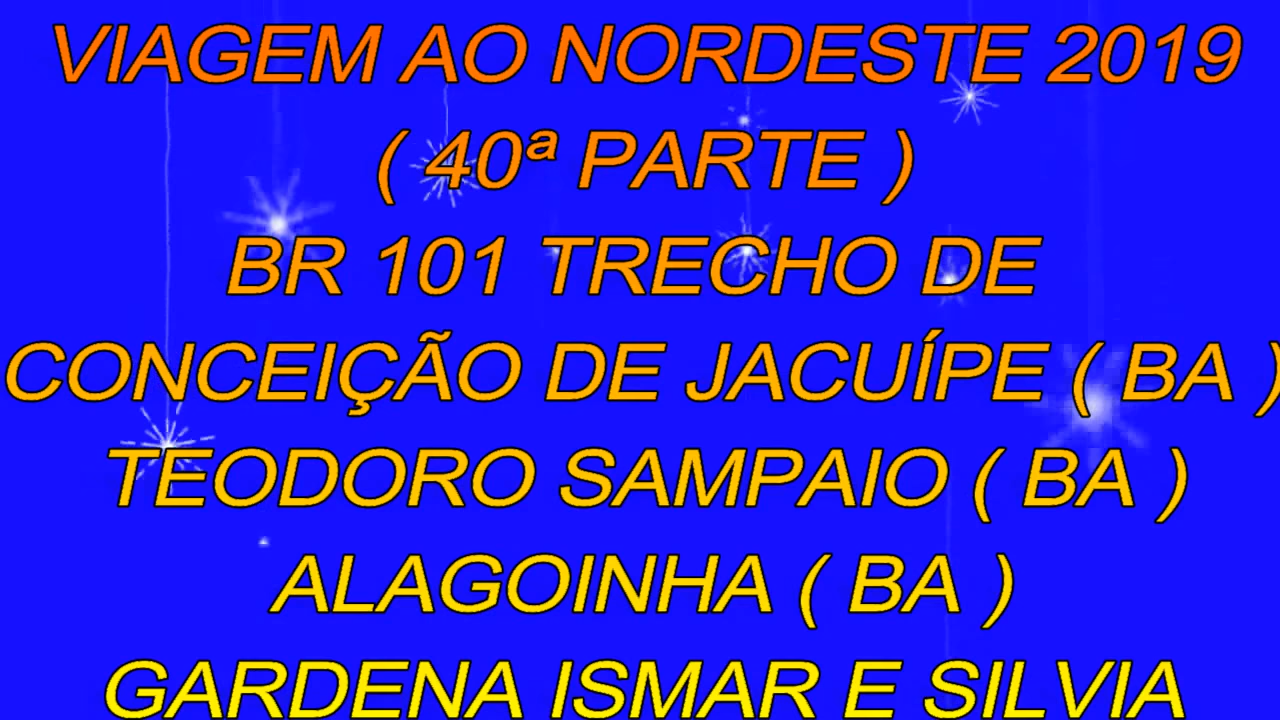 VIAGEM AO NORDESTE 2019
( 40ª PARTE )
BR 101 TRECHO DE
CONCEIÇÃO DE JACUÍPE ( BA )
TEODORO SAMPAIO ( BA )
ALAGOINHA ( BA )
GARDENA ISMAR E SILVIA